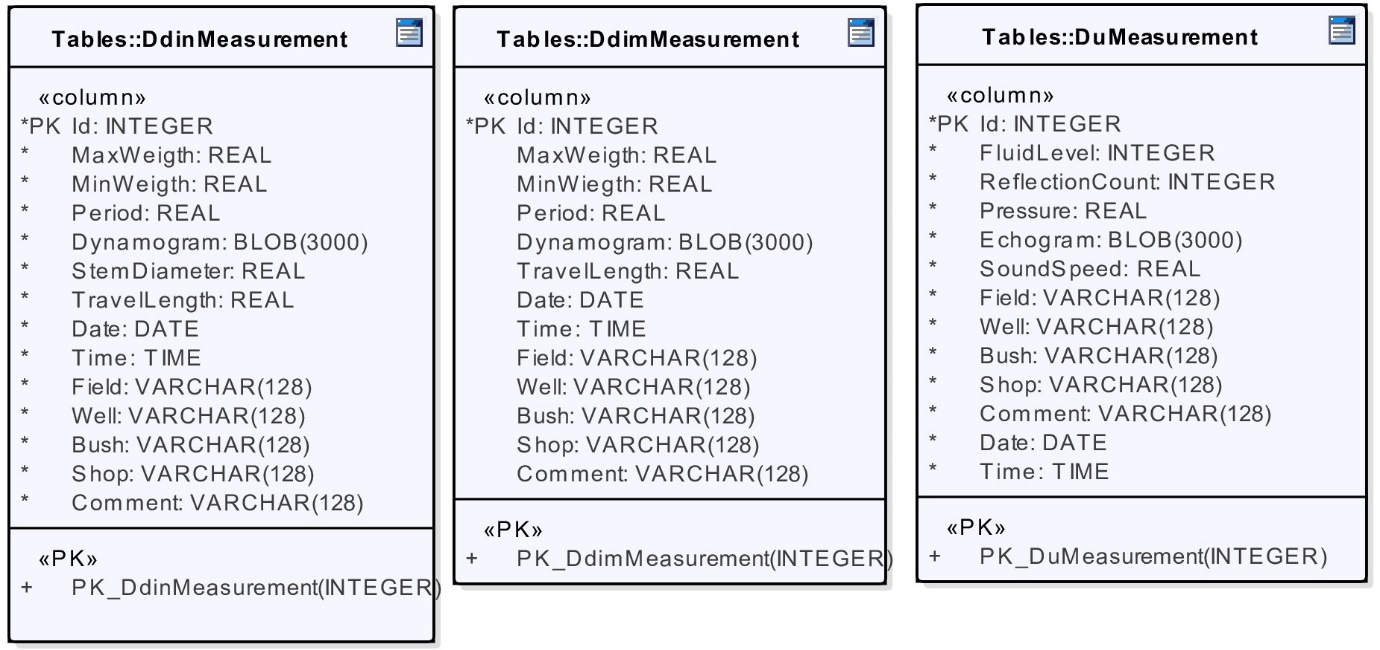 Tables::DdinMeasurement
«column»
*PK Id: INTEGER
* MaxWeigth: REAL
* MinWeigth: REAL
* Period: REAL
* Dynamogram: BLOB(3000)
* StemDiameter: REAL
* TravelLength: REAL
* Date: DATE
* Time: TIME
* Field: VARCHAR(128)
* Well: VARCHAR(128)
* Bush: VARCHAR(128)
* Shop: VARCHAR(128)
* Comment: VARCHAR(128)
«PK»
+ PK_DdinMeasurement(INTEGER)
Tables::DdimMeasurement
«column»
*PK Id: INTEGER
MaxWeigth: REAL
MinWiegth: REAL
Period: REAL
Dynamogram: BLOB(3000)
TravelLength: REAL
Date: DATE
Time: TIME
Field: VARCHAR(128)
Well: VARCHAR(128)
Bush: VARCHAR(128)
Shop: VARCHAR(128)
Comment: VARCHAR(128)
«PK»
+ PK_DdimMeasurement(INTEGER)
Tables::DuMeasurement
«column»
*PK Id: INTEGER
* FluidLevel: INTEGER
* ReflectionCount: INTEGER
* Pressure: REAL
* Echogram: BLOB(3000)
* SoundSpeed: REAL
* Field: VARCHAR(128)
* Well: VARCHAR(128)
* Bush: VARCHAR(128)
* Shop: VARCHAR(128)
* Comment: VARCHAR(128)
* Date: DATE
* Time: TIME
«PK»
+ PK_DuMeasurement(INTEGER)